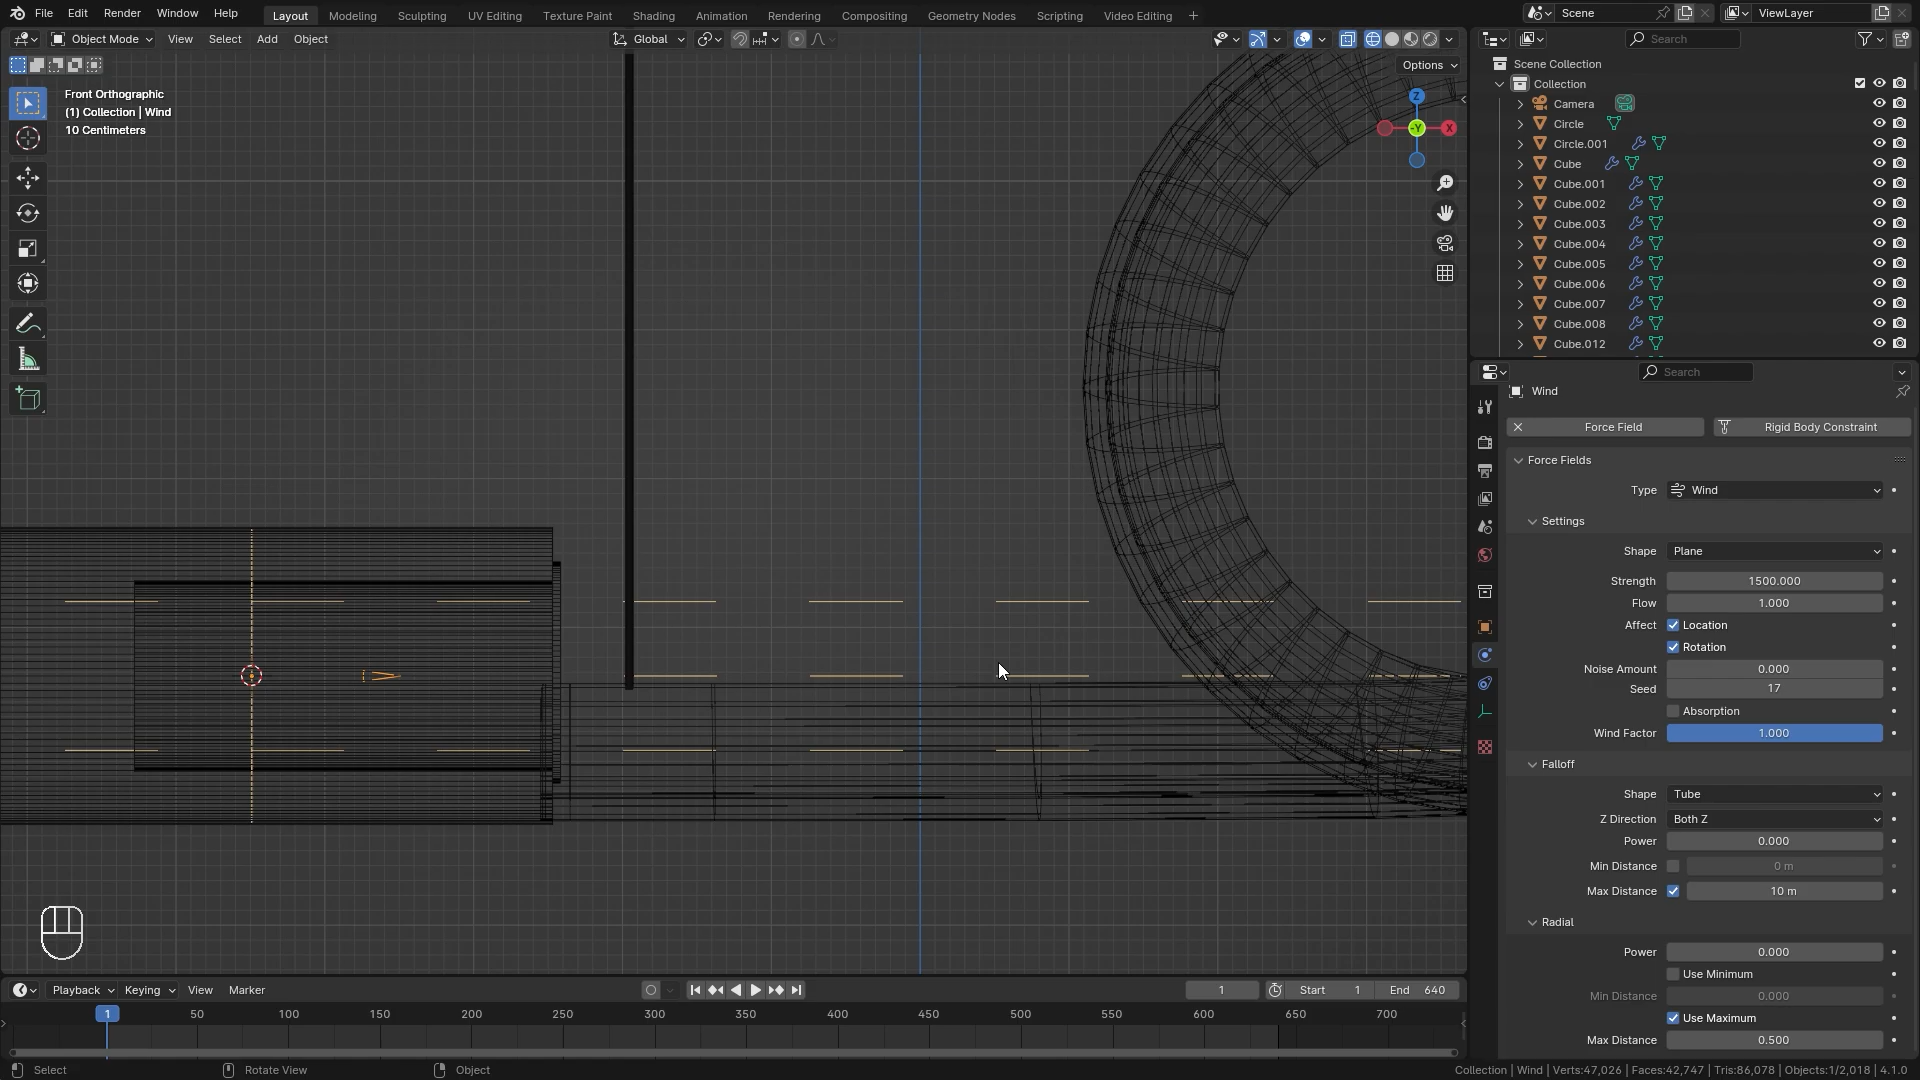 File Edit Render Window Help Layout Modeling Sculpting UV Editing Texture Paint Shading Animation Rendering Compositing Geometry Nodes Scripting Video Editing Scene ViewLayer
Object Mode View Select Add Object Global Search
Options
Front Orthographic
(1) Collection | Wind
10 Centimeters
Z
-Y
X
Scene Collection
Collection
Camera
Circle
Circle.001
Cube
Cube.001
Cube.002
Cube.003
Cube.004
Cube.005
Cube.006
Cube.007
Cube.008
Cube.012
Search
Wind
Force Field Rigid Body Constraint
Force Fields
Type Wind
Settings
Shape Plane
Strength 1500.000
Flow 1.000
Affect Location
Rotation
Noise Amount 0.000
Seed 17
Absorption
Wind Factor 1.000
Falloff
Shape Tube
Z Direction Both Z
Power 0.000
Min Distance 0 m
Max Distance 10 m
Radial
Power 0.000
Use Minimum
Min Distance 0.000
Use Maximum
Max Distance 0.500
Playback Keying View Marker 1 Start 1 End 640
1 50 100 150 200 250 300 350 400 450 500 550 600 650 700
Select Rotate View Object Collection | Wind | Verts:47,026 | Faces:42,747 | Tris:86,078 | Objects:1/2,018 | 4.1.0